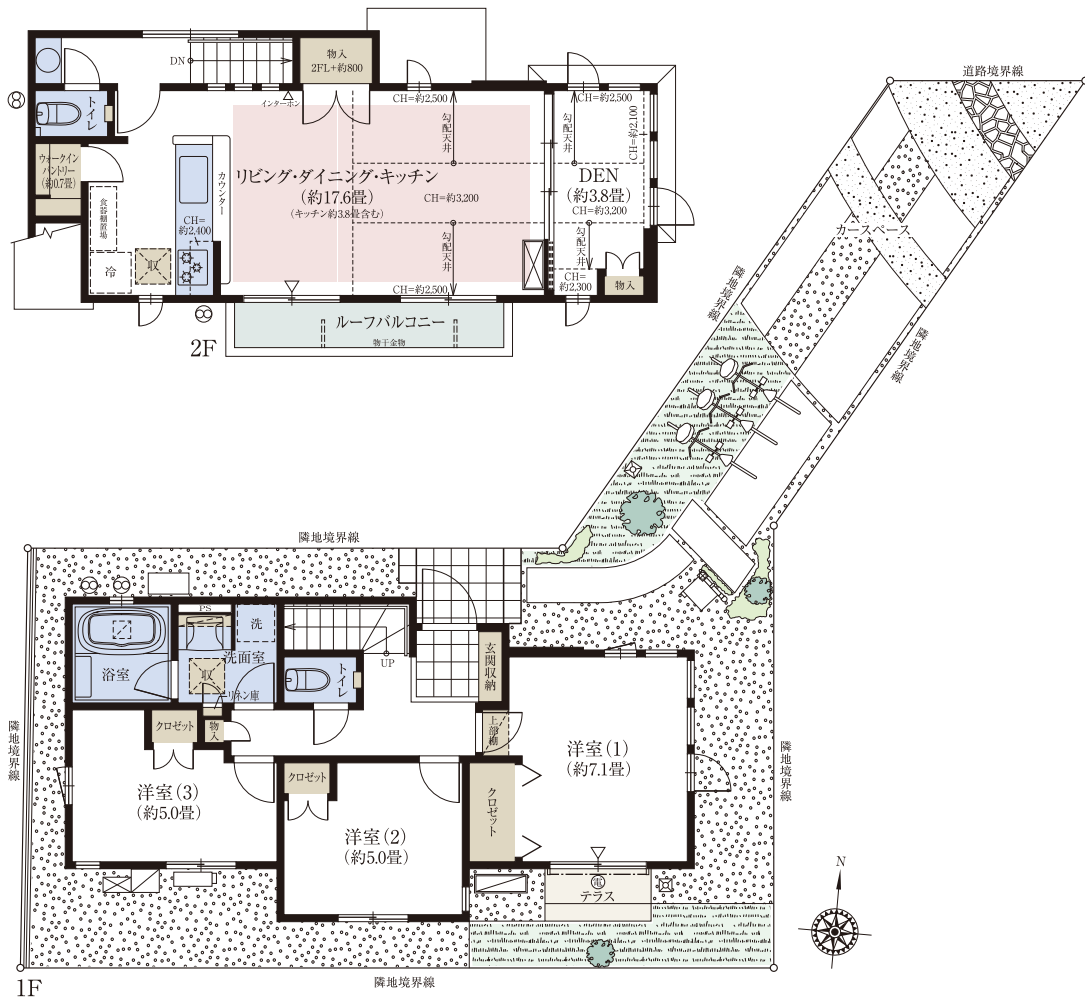 物入
2FL+約800
DN
インターホン
トイレ
CH=約2,500
CH=約2,500
勾配天井
勾配天井
CH=約2,100
ウォークイン
パントリー
(約0.7畳)
カウンター
リビング・ダイニング・キッチン
(約17.6畳)
(キッチン約3.8畳含む)
CH=約3,200
DEN
(約3.8畳)
CH=約3,200
食器棚置場
CH=
約2,400
冷
収
勾配天井
勾配天井
CH=約2,500
CH=
約2,300
物入
ルーフバルコニー
物干金物
2F
道路境界線
カースペース
隣地境界線
隣地境界線
隣地境界線
PS
浴室
洗
洗面室
収
リネン庫
トイレ
UP
玄関収納
クロゼット
物入
上部棚
洋室(1)
(約7.1畳)
洋室(3)
(約5.0畳)
クロゼット
クロゼット
洋室(2)
(約5.0畳)
隣地境界線
隣地境界線
電
テラス
隣地境界線
N
1F